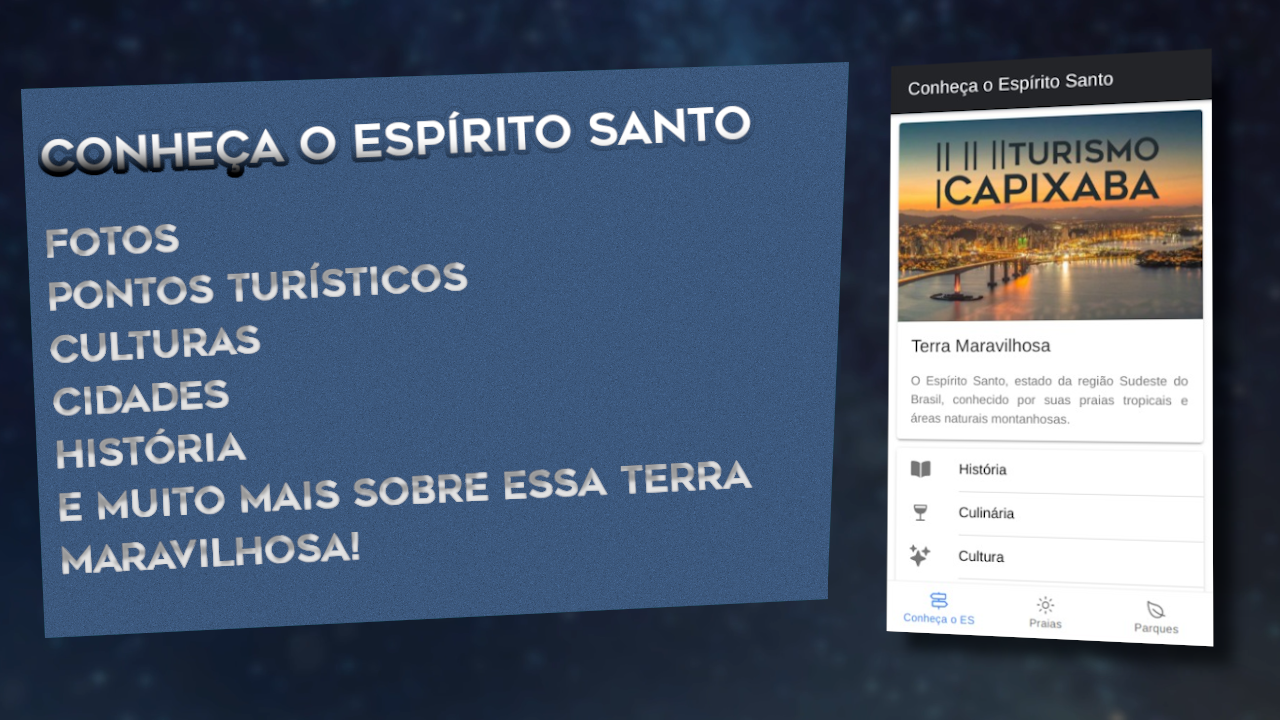 CONHEÇA O ESPÍRITO SANTO
FOTOS
PONTOS TURÍSTICOS
CULTURAS
CIDADES
HISTÓRIA
E MUITO MAIS SOBRE ESSA TERRA
MARAVILHOSA!
Conheça o Espírito Santo
TURISMO
CAPIXABA
Terra Maravilhosa
O Espírito Santo, estado da região Sudeste do
Brasil, conhecido por suas praias tropicais e
áreas naturais montanhosas.
História
Culinária
Cultura
Conheça o ES
Praias
Parques